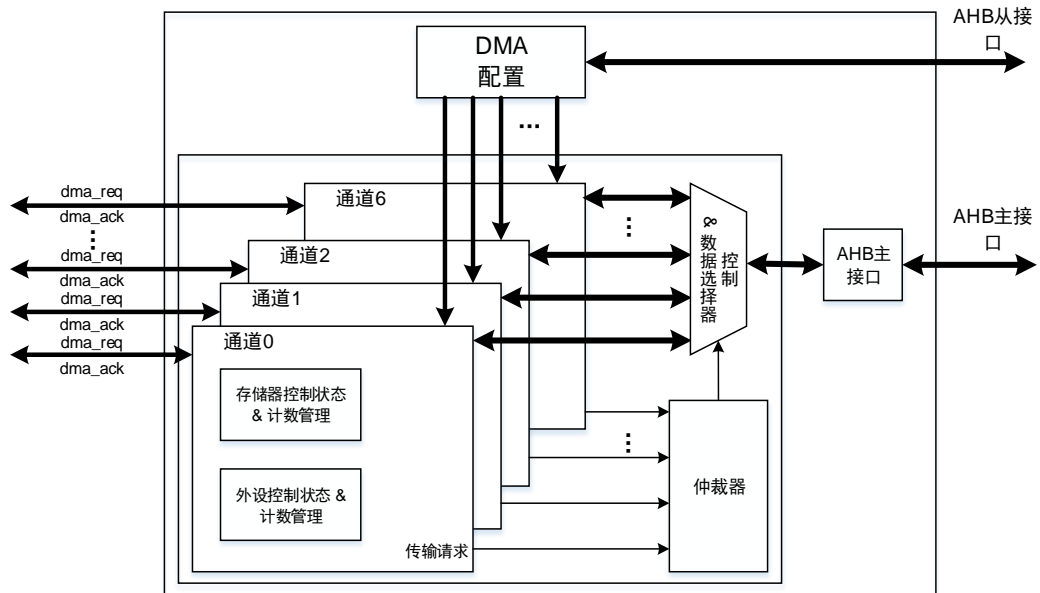 AHB从接
口
DMA
配置
...
dma_req
dma_ack
...
dma_req
dma_ack
dma_req
dma_ack
dma_req
dma_ack
通道6
通道2
通道1
通道0
...
控制
&数据选择器
AHB主
接口
AHB主接
口
存储器控制状态
& 计数管理
外设控制状态 &
计数管理
传输请求
...
仲裁器